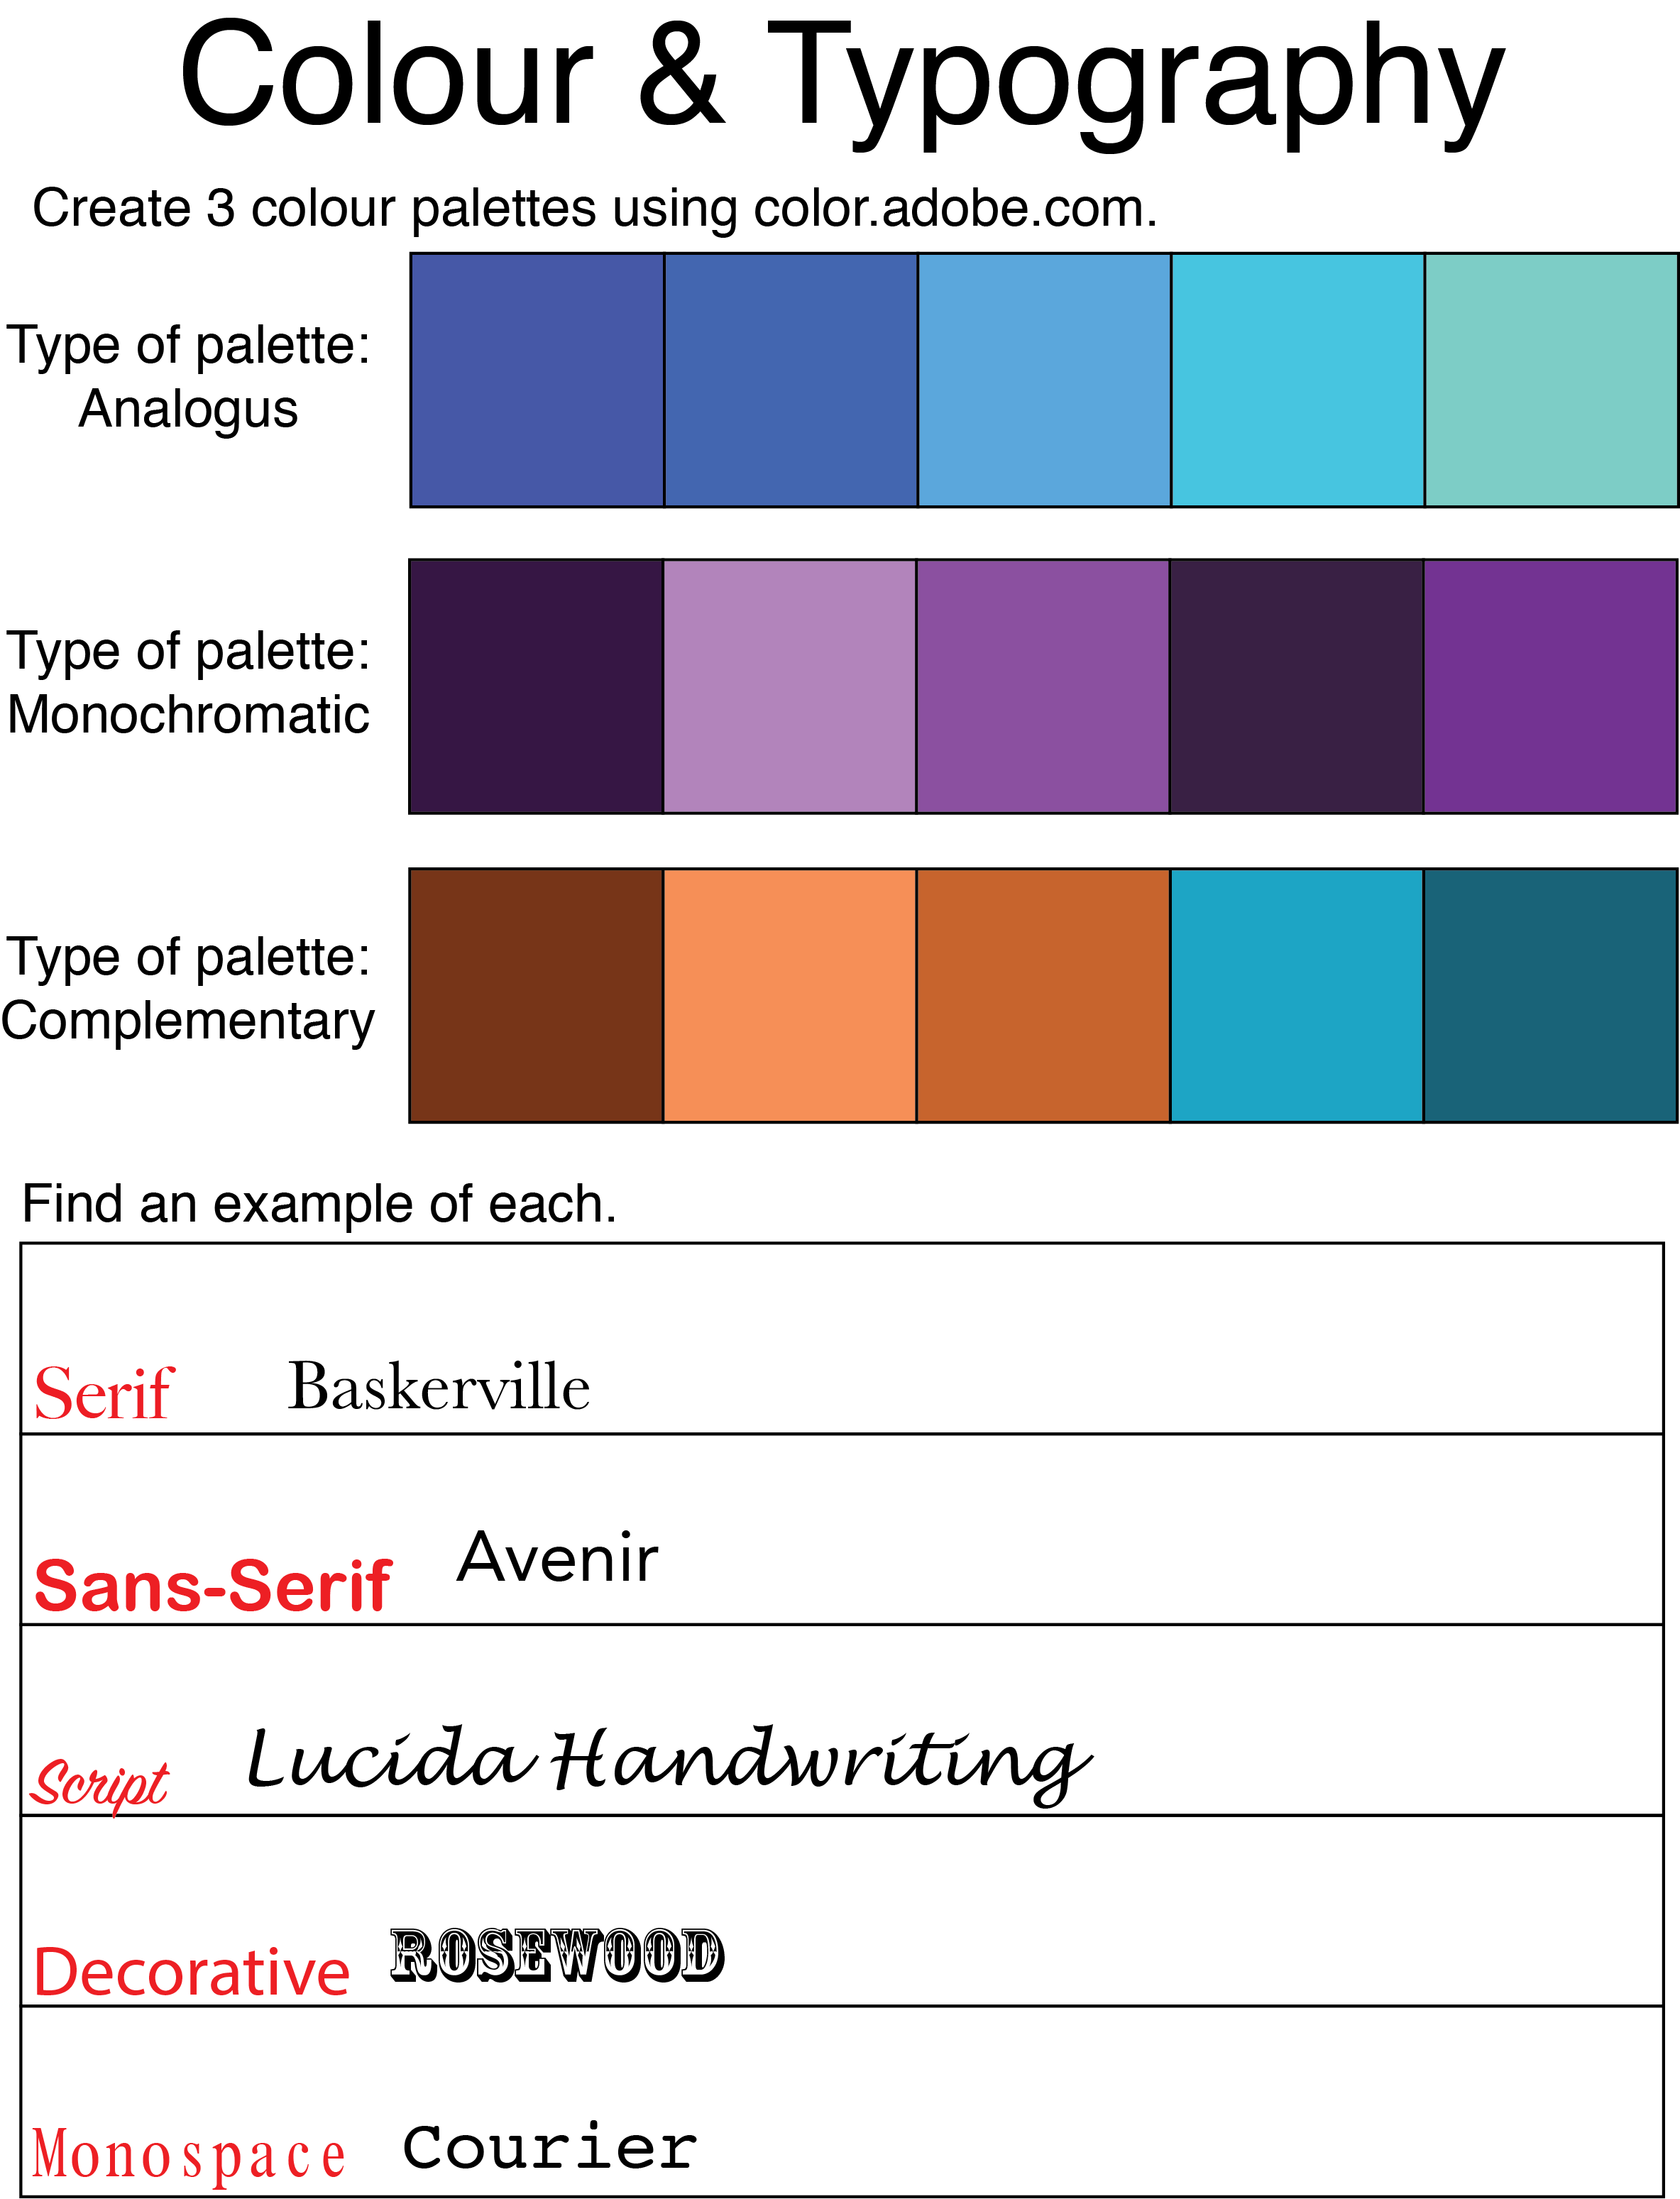 Colour & Typography
Create 3 colour palettes using color.adobe.com.
Type of palette:
Analogus
Type of palette:
Monochromatic
Type of palette:
Complementary
Find an example of each.
Serif Baskerville
Sans-Serif Avenir
Script Lucida Handwriting
Decorative ROSEWOOD
Monospace Courier